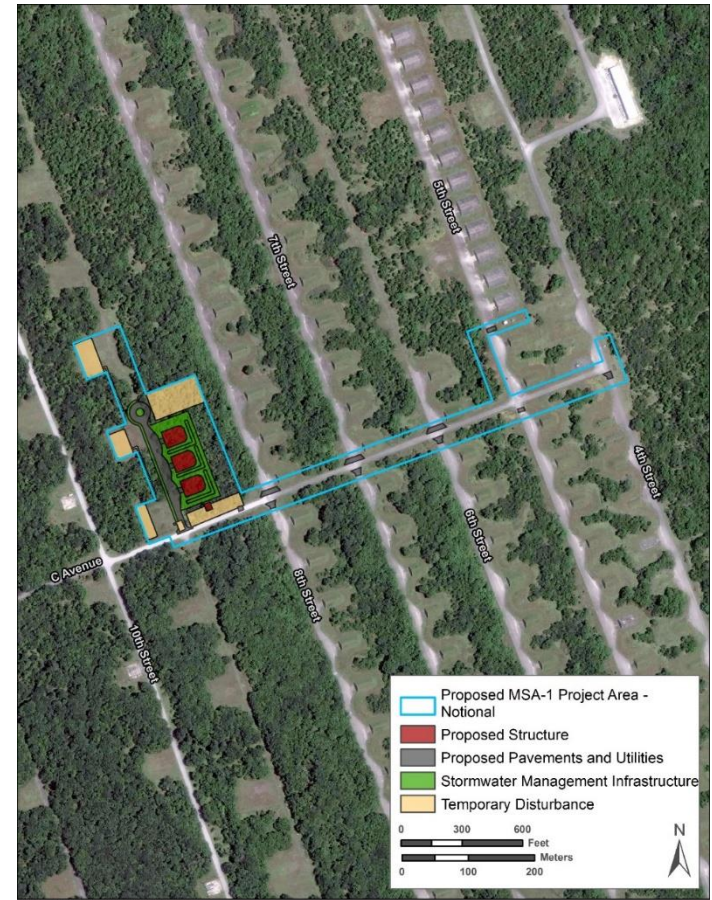 5th Street
7th Street
4th Street
6th Street
C Avenue
8th Street
10th Street
Proposed MSA-1 Project Area -
Notional
Proposed Structure
Proposed Pavements and Utilities
Stormwater Management Infrastructure
Temporary Disturbance
0 300 600
Feet
N
Meters
0 100 200